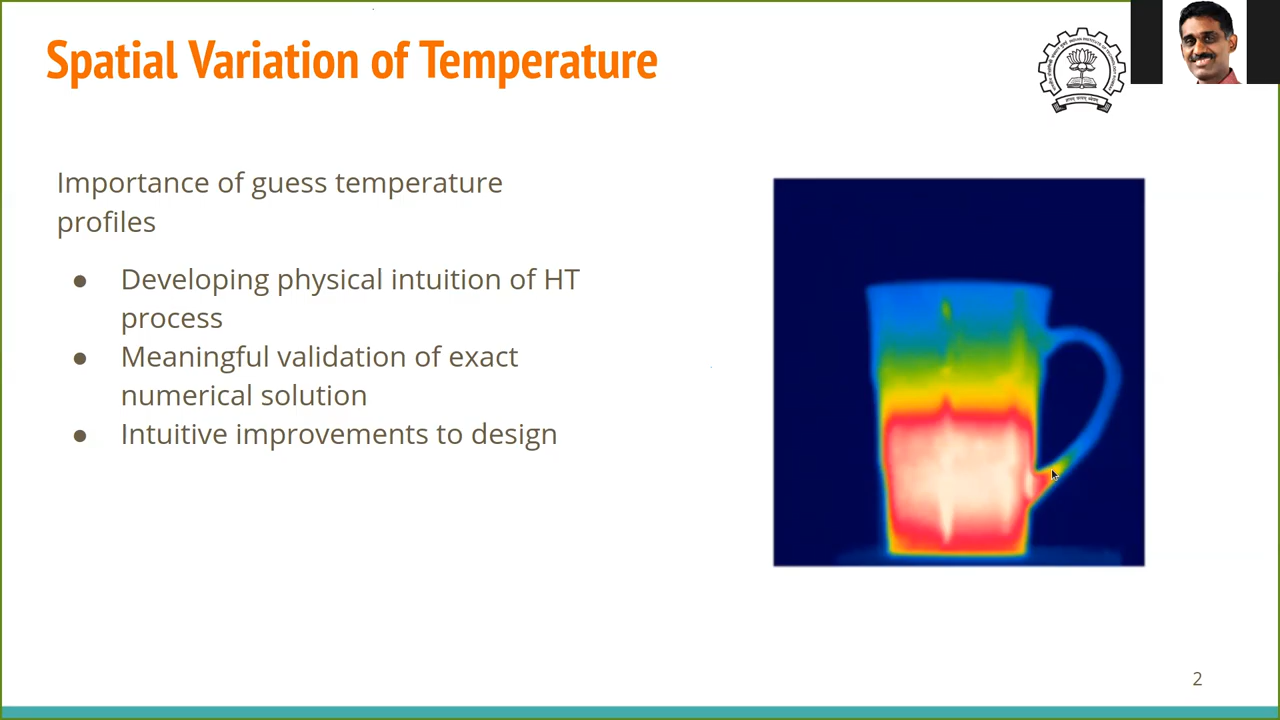 Spatial Variation of Temperature
Importance of guess temperature
profiles
● Developing physical intuition of HT
process
● Meaningful validation of exact
numerical solution
● Intuitive improvements to design
2